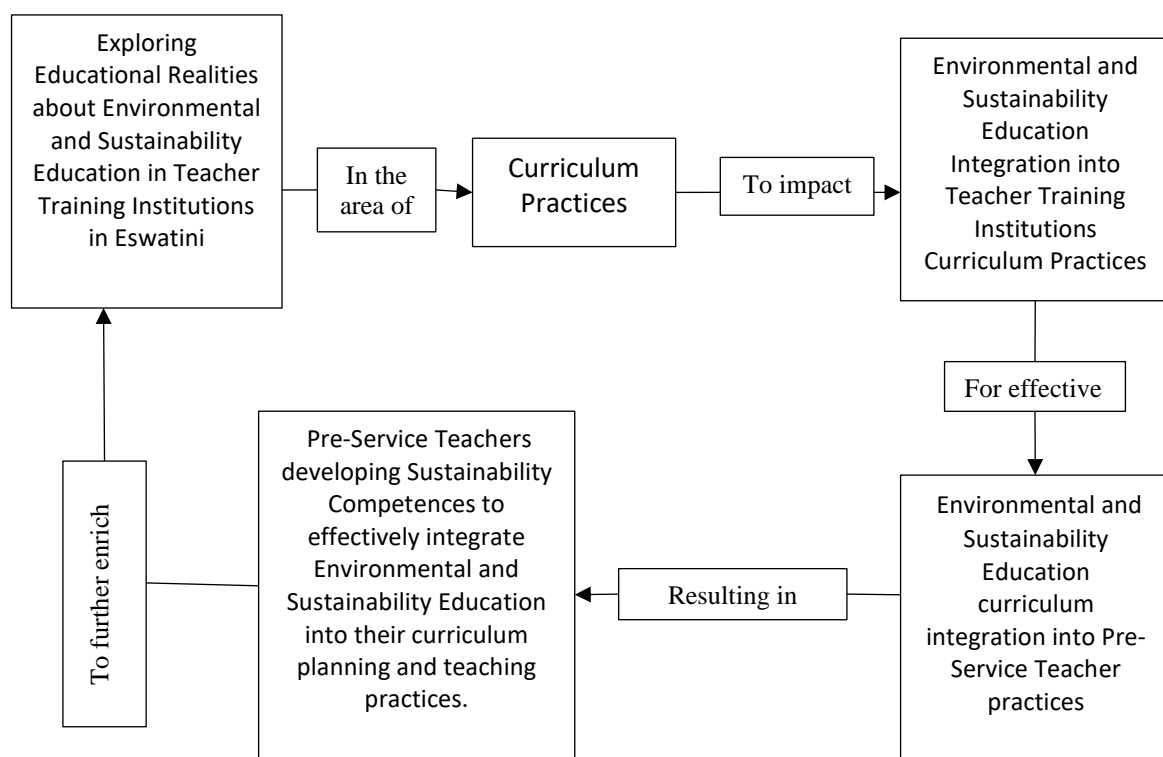 Exploring
Educational Realities
about Environmental
and Sustainability
Education in Teacher
Training Institutions
in Eswatini
In the
area of
Curriculum
Practices
To impact
Environmental and
Sustainability
Education
Integration into
Teacher Training
Institutions
Curriculum Practices
For effective
Environmental and
Sustainability
Education
curriculum
integration into Pre-
Service Teacher
practices
Resulting in
Pre-Service Teachers
developing Sustainability
Competences to
effectively integrate
Environmental and
Sustainability Education
into their curriculum
planning and teaching
practices.
To further enrich